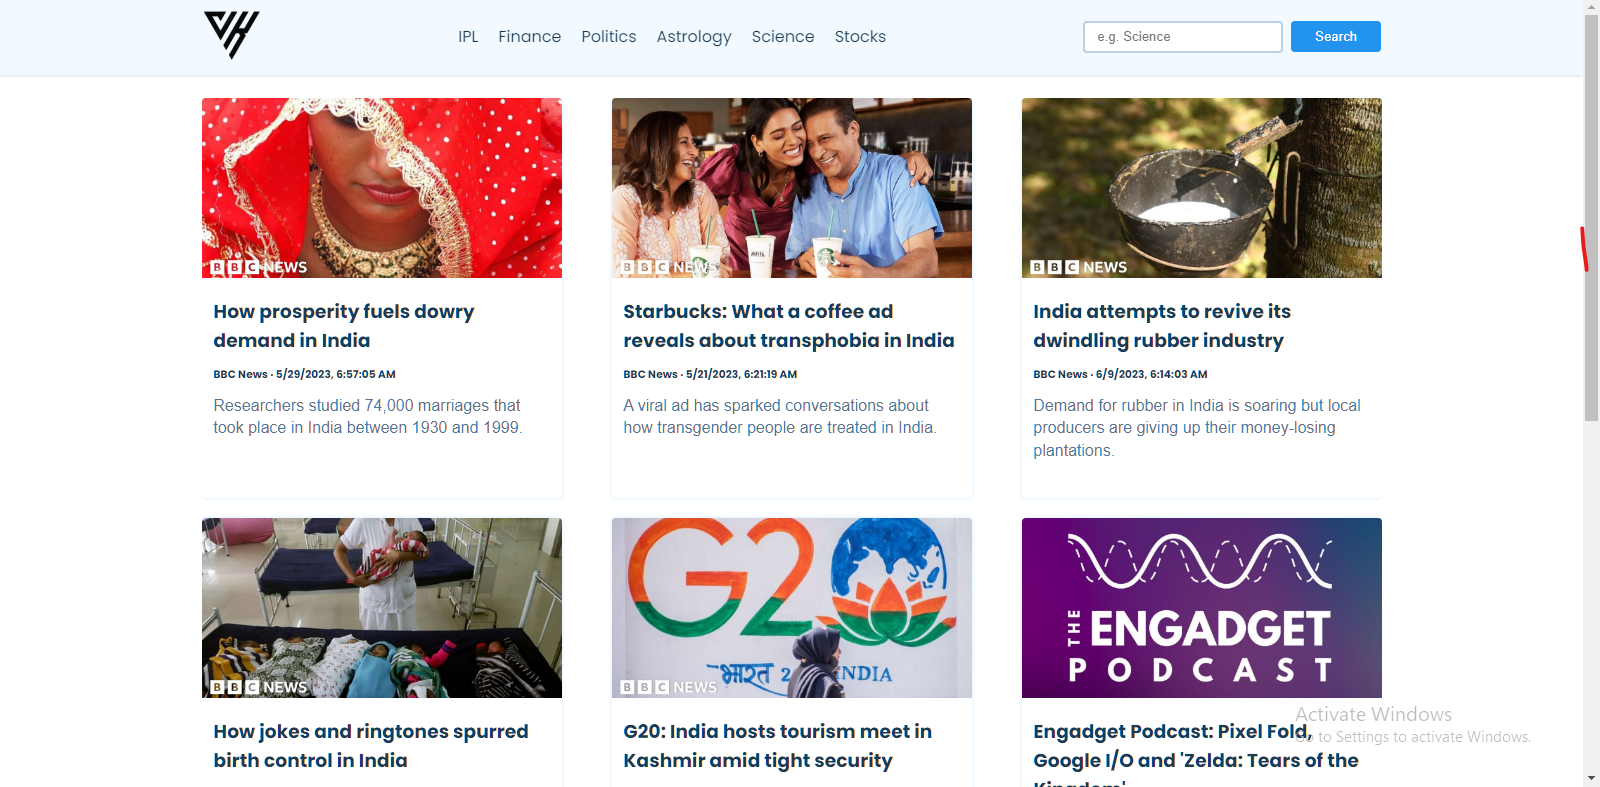 IPL Finance Politics Astrology Science Stocks
e.g. Science
Search
BBC NEWS
How prosperity fuels dowry
demand in India
BBC News · 5/29/2023, 6:57:05 AM
Researchers studied 74,000 marriages that
took place in India between 1930 and 1999.
BBC NEWS
Starbucks: What a coffee ad
reveals about transphobia in India
BBC News · 5/21/2023, 6:21:19 AM
A viral ad has sparked conversations about
how transgender people are treated in India.
BBC NEWS
India attempts to revive its
dwindling rubber industry
BBC News · 6/9/2023, 6:14:03 AM
Demand for rubber in India is soaring but local
producers are giving up their money-losing
plantations.
BBC NEWS
How jokes and ringtones spurred
birth control in India
G20
भारत 2 INDIA
BBC NEWS
G20: India hosts tourism meet in
Kashmir amid tight security
THE ENGADGET
PODCAST
Engadget Podcast: Pixel Fold,
Google I/O and 'Zelda: Tears of the
Kingdom'
Activate Windows
Go to Settings to activate Windows.